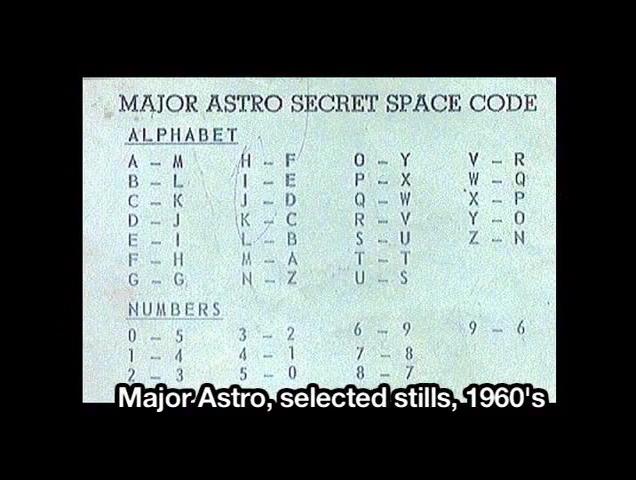 MAJOR ASTRO SECRET SPACE CODE
ALPHABET
A – M H – F O – Y V – R
B – L I – E P – X W – Q
C – K J – D Q – W X – P
D – J K – C R – V Y – O
E – I L – B S – U Z – N
F – H M – A T – T
G – G N – Z U – S
NUMBERS
0 – 5 3 – 2 6 – 9 9 – 6
1 – 4 4 – 1 7 – 8
2 – 3 5 – 0 8 – 7
Major Astro, selected stills, 1960's